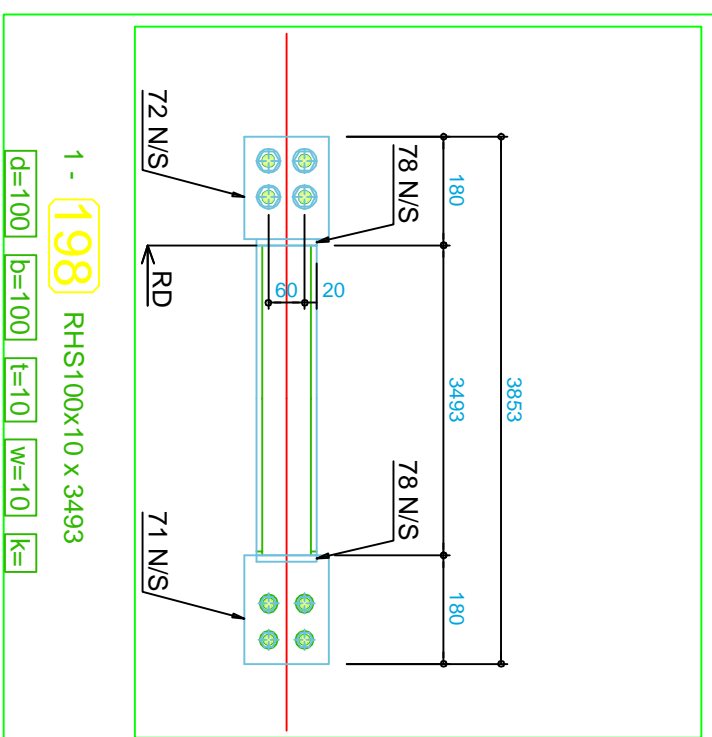 3853
180 3493 180
78 N/S 78 N/S
20
60
RD
72 N/S 71 N/S
1 - 198 RHS100x10 x 3493
d=100 b=100 t=10 w=10 k=